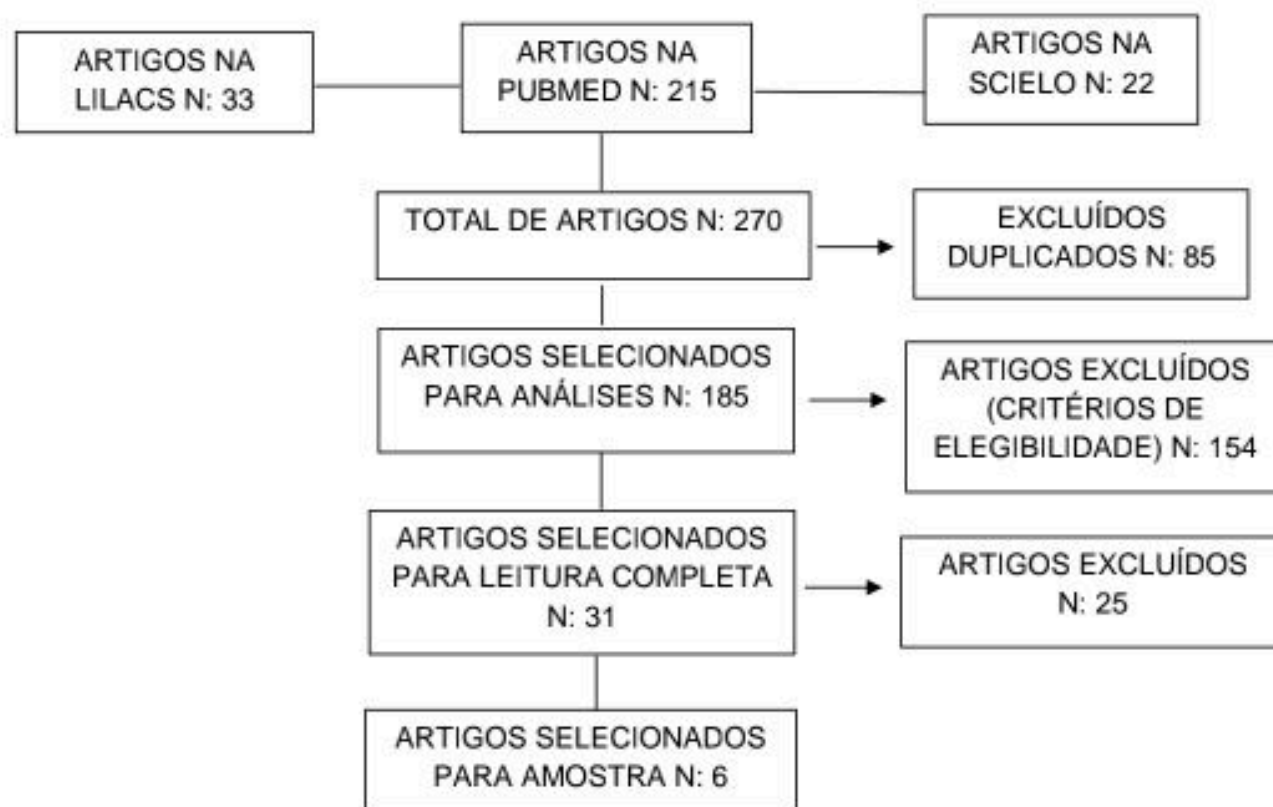 ARTIGOS NA
LILACS N: 33
ARTIGOS NA
PUBMED N: 215
ARTIGOS NA
SCIELO N: 22
TOTAL DE ARTIGOS N: 270
EXCLUÍDOS
DUPLICADOS N: 85
ARTIGOS SELECIONADOS
PARA ANÁLISES N: 185
ARTIGOS EXCLUÍDOS
(CRITÉRIOS DE
ELEGIBILIDADE) N: 154
ARTIGOS SELECIONADOS
PARA LEITURA COMPLETA
N: 31
ARTIGOS EXCLUÍDOS
N: 25
ARTIGOS SELECIONADOS
PARA AMOSTRA N: 6